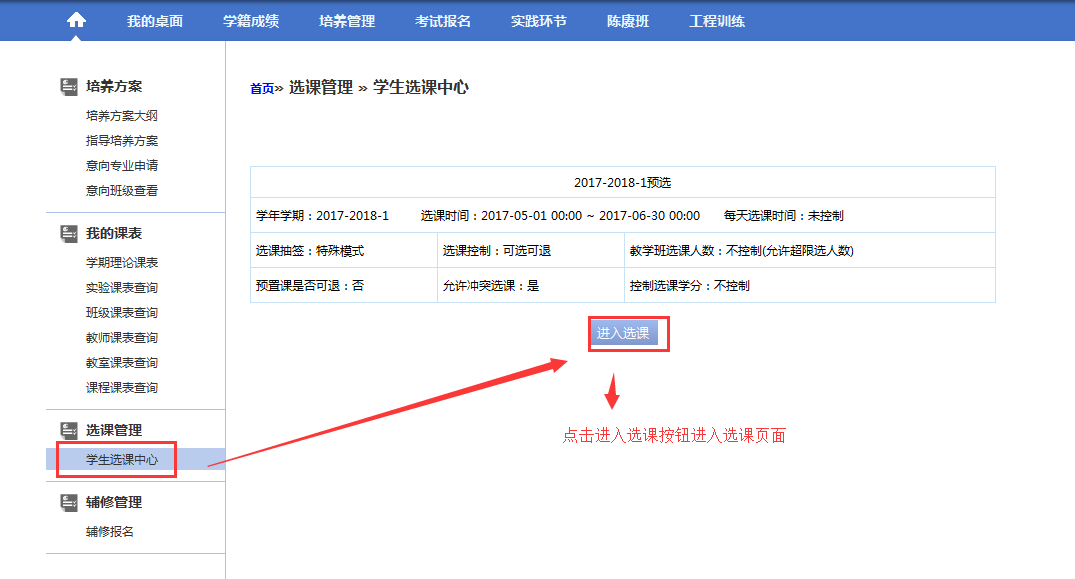 我的桌面 学籍成绩 培养管理 考试报名 实践环节 陈赓班 工程训练
培养方案
培养方案大纲
指导培养方案
意向专业申请
意向班级查看
我的课表
学期理论课表
实验课表查询
班级课表查询
教师课表查询
教室课表查询
课程课表查询
选课管理
学生选课中心
辅修管理
辅修报名
首页» 选课管理 » 学生选课中心
2017-2018-1预选
学年学期：2017-2018-1 选课时间：2017-05-01 00:00 ~ 2017-06-30 00:00 每天选课时间：未控制
选课抽签：特殊模式 选课控制：可选可退 教学班选课人数：不控制(允许超限选人数)
预置课是否可退：否 允许冲突选课：是 控制选课学分：不控制
进入选课
点击进入选课按钮进入选课页面